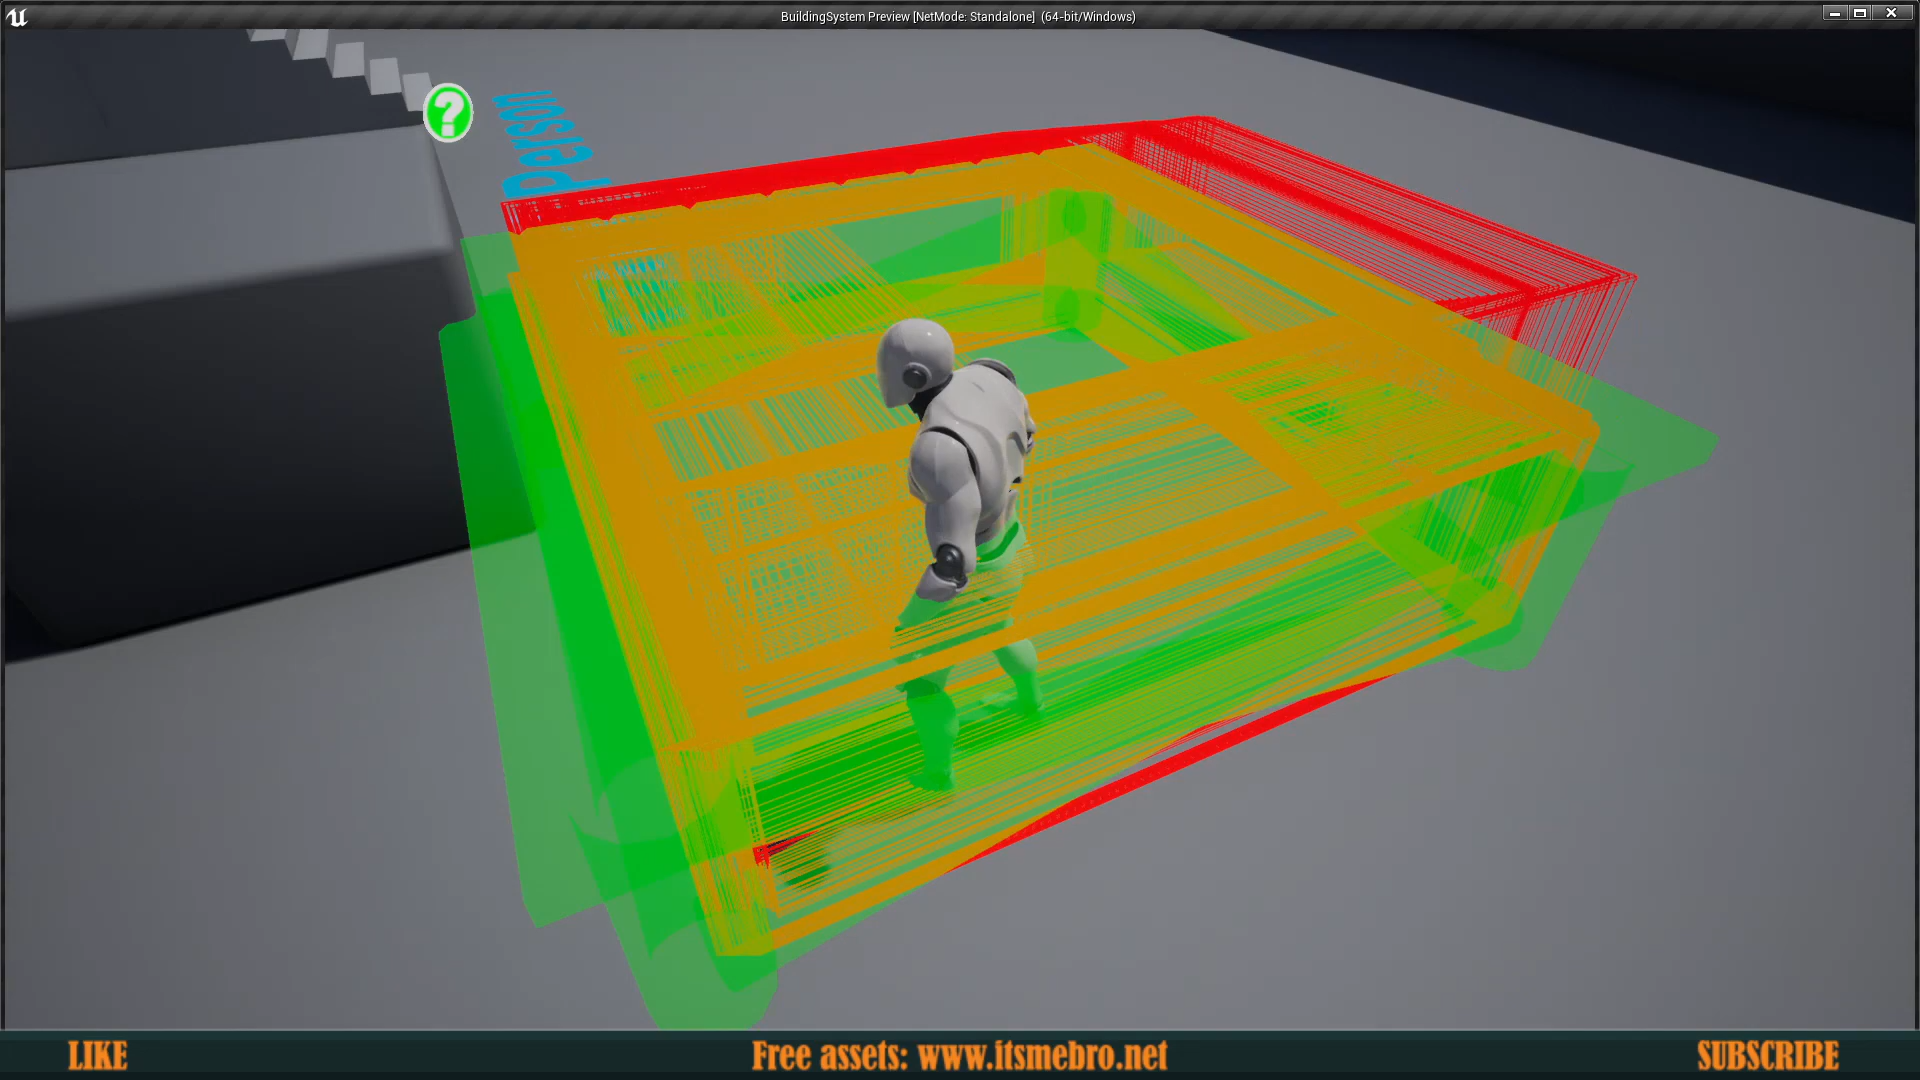 BuildingSystem Preview [NetMode: Standalone] (64-bit/Windows)
?
Person
LIKE
Free assets: www.itsmebro.net
SUBSCRIBE